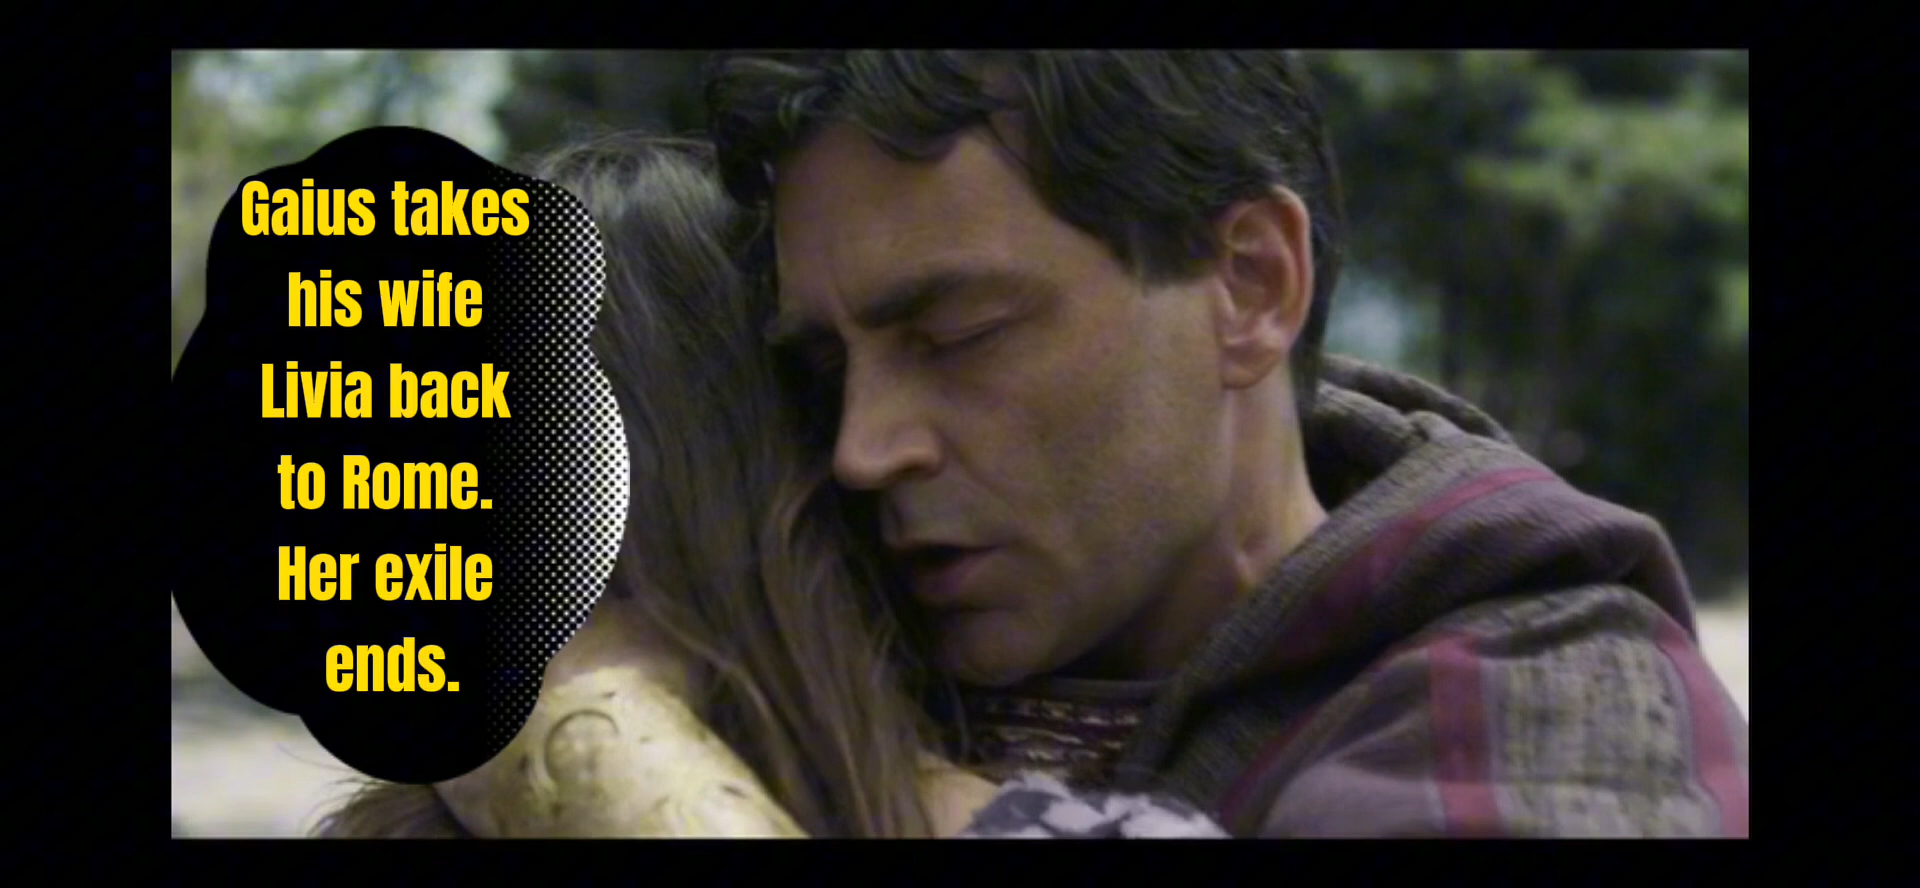 Gaius takes
his wife
Livia back
to Rome.
Her exile
ends.